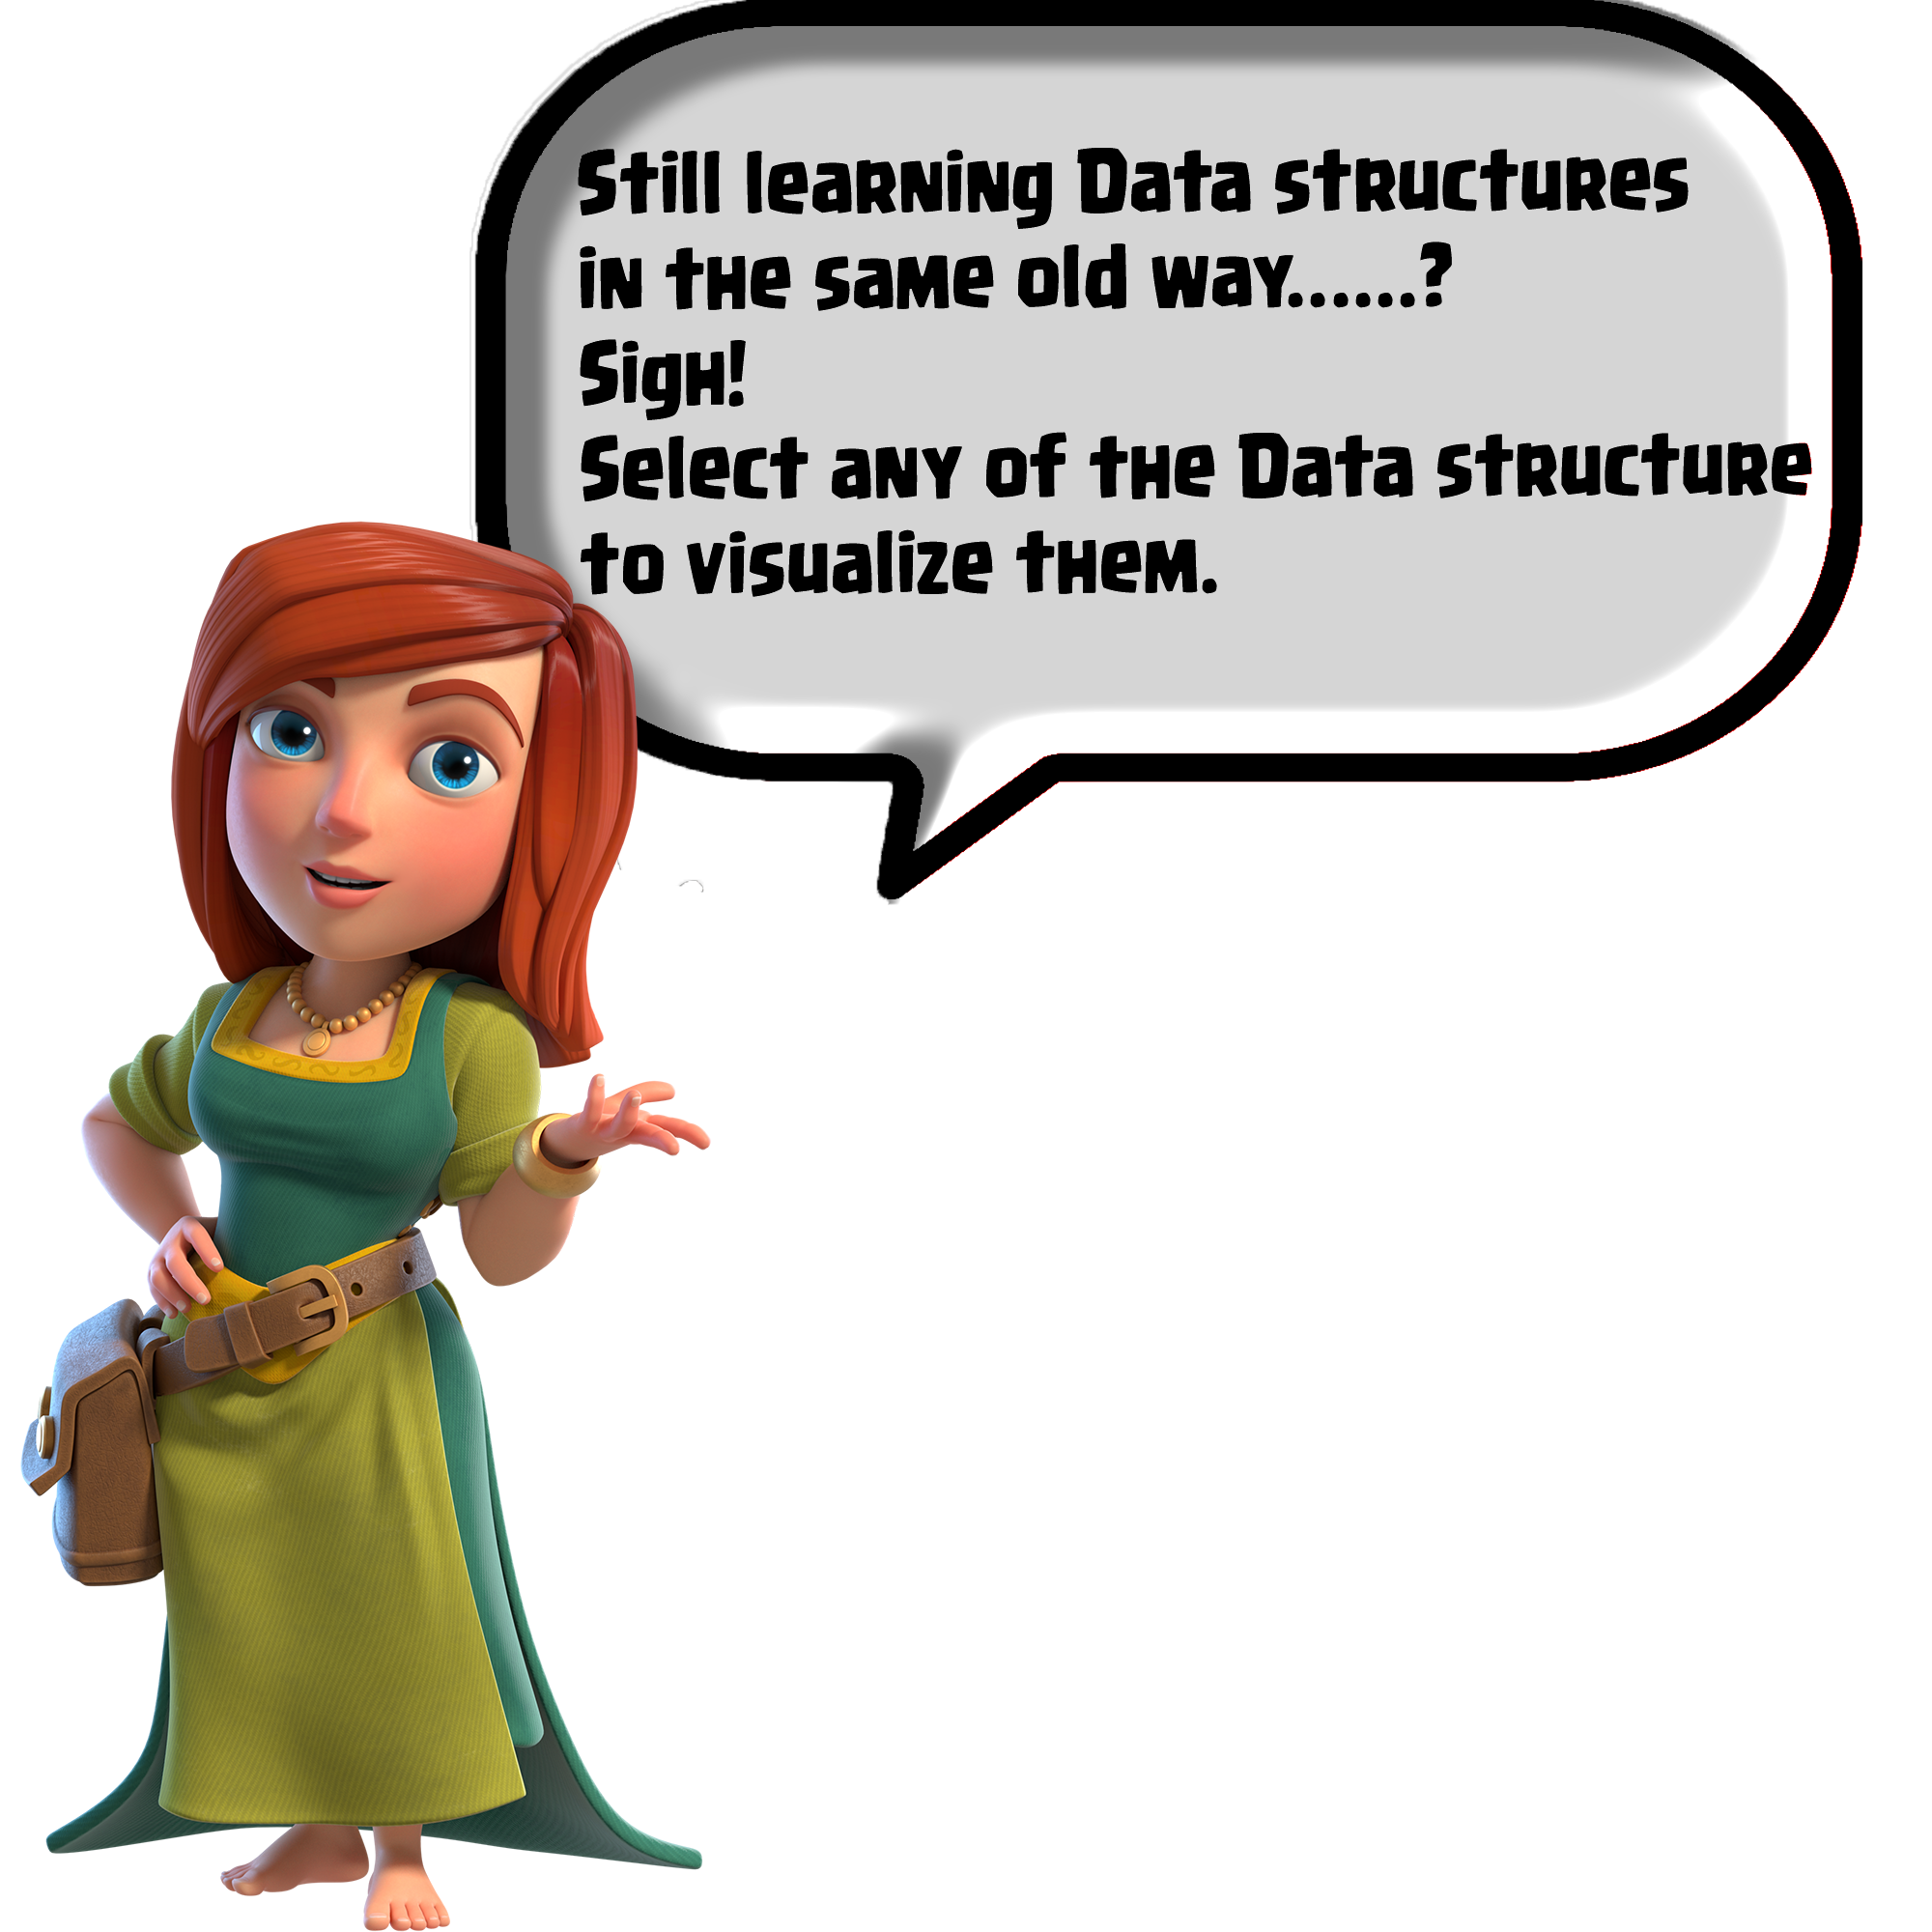 Still learning Data structures
in the same old way......?
Sigh!
Select any of the Data structure
to visualize them.